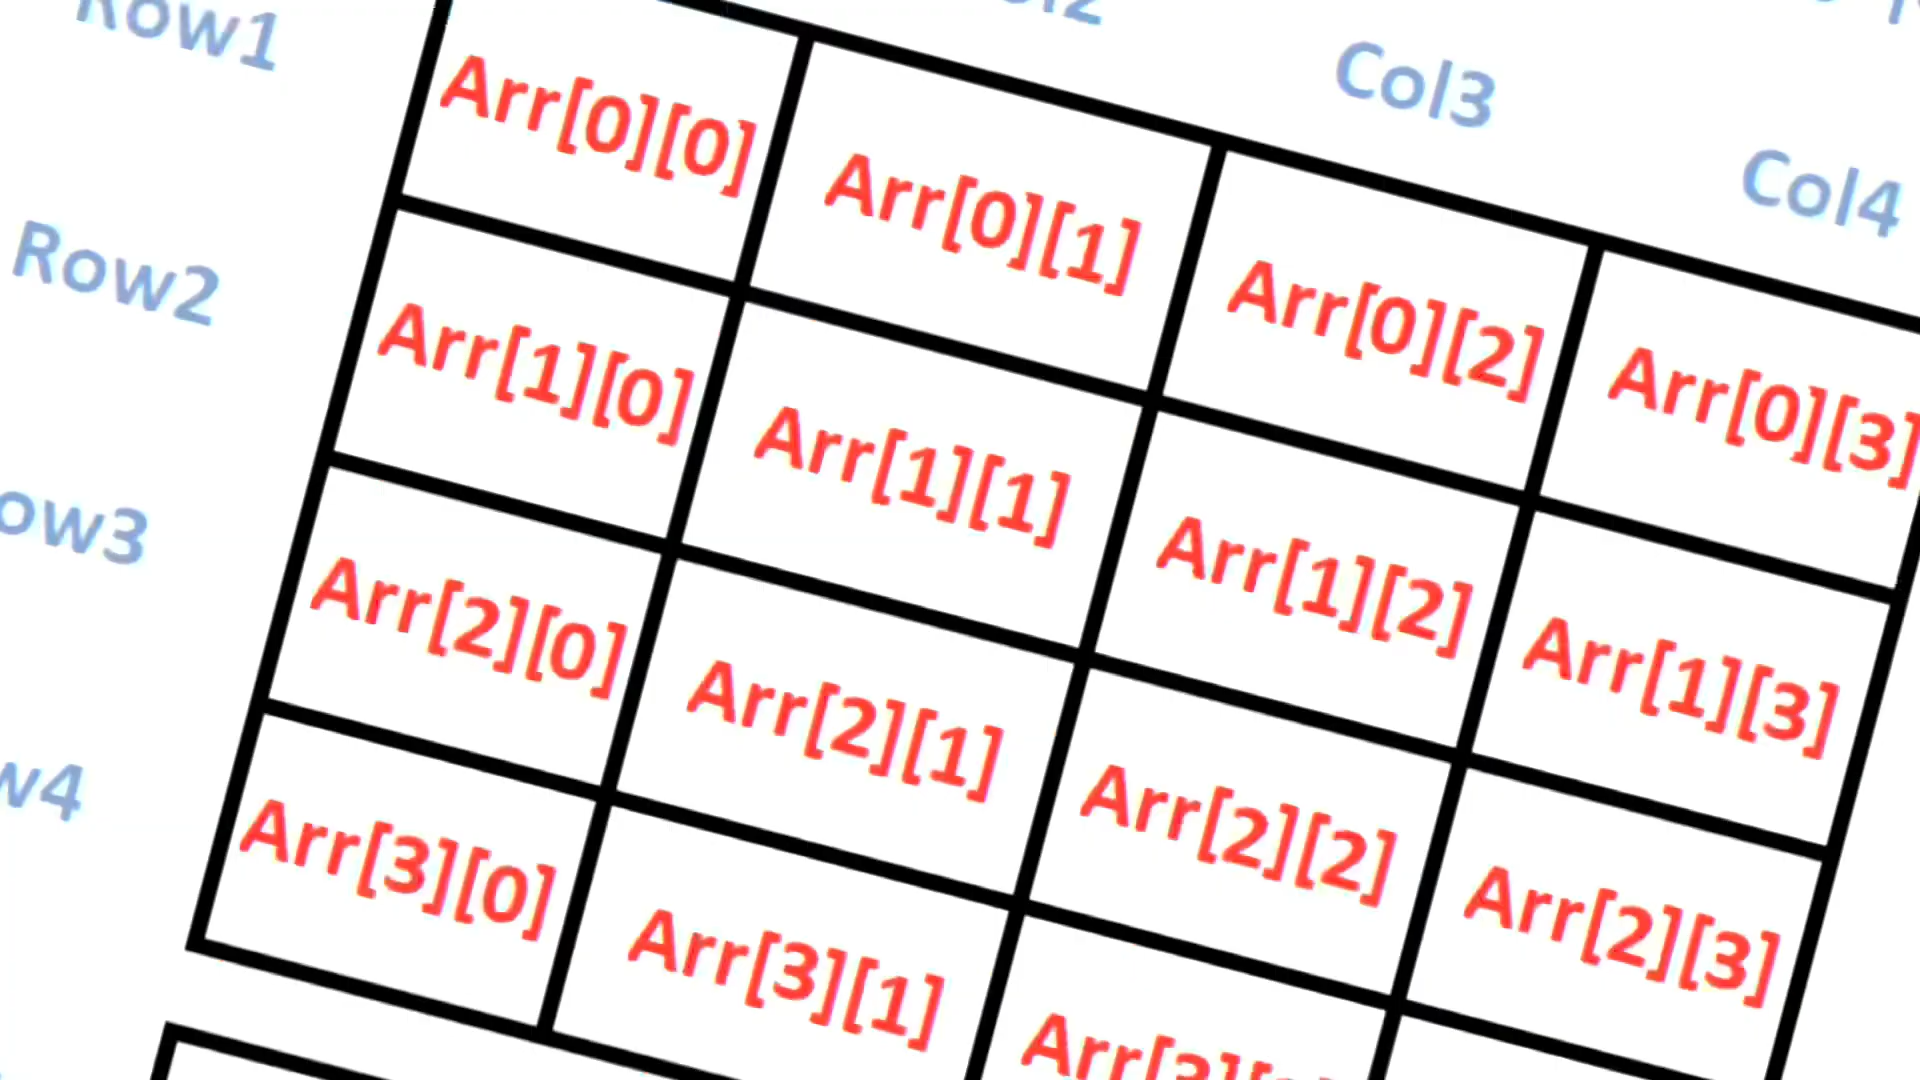 Col3
Col4
Row1 Arr[0][0] Arr[0][1] Arr[0][2] Arr[0][3]
Row2 Arr[1][0] Arr[1][1] Arr[1][2] Arr[1][3]
Arr[2][0] Arr[2][1] Arr[2][2] Arr[2][3]
Arr[3][0] Arr[3][1]